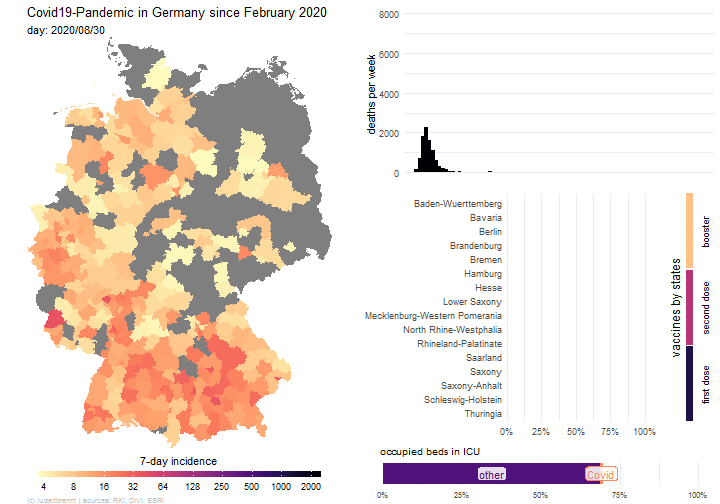 Covid19-Pandemic in Germany since February 2020
day: 2020/08/30
7-day incidence
4 8 16 32 64 128 250 500 1000 2000
(c) /u/zeitbrennt | sources: RKI, DIVI, ESRI
deaths per week
8000
6000
4000
2000
0
Baden-Wuerttemberg
Bavaria
Berlin
Brandenburg
Bremen
Hamburg
Hesse
Lower Saxony
Mecklenburg-Western Pomerania
North Rhine-Westphalia
Rhineland-Palatinate
Saarland
Saxony
Saxony-Anhalt
Schleswig-Holstein
Thuringia
0% 25% 50% 75% 100%
vaccines by states
booster
second dose
first dose
occupied beds in ICU
other Covid
0% 25% 50% 75% 100%